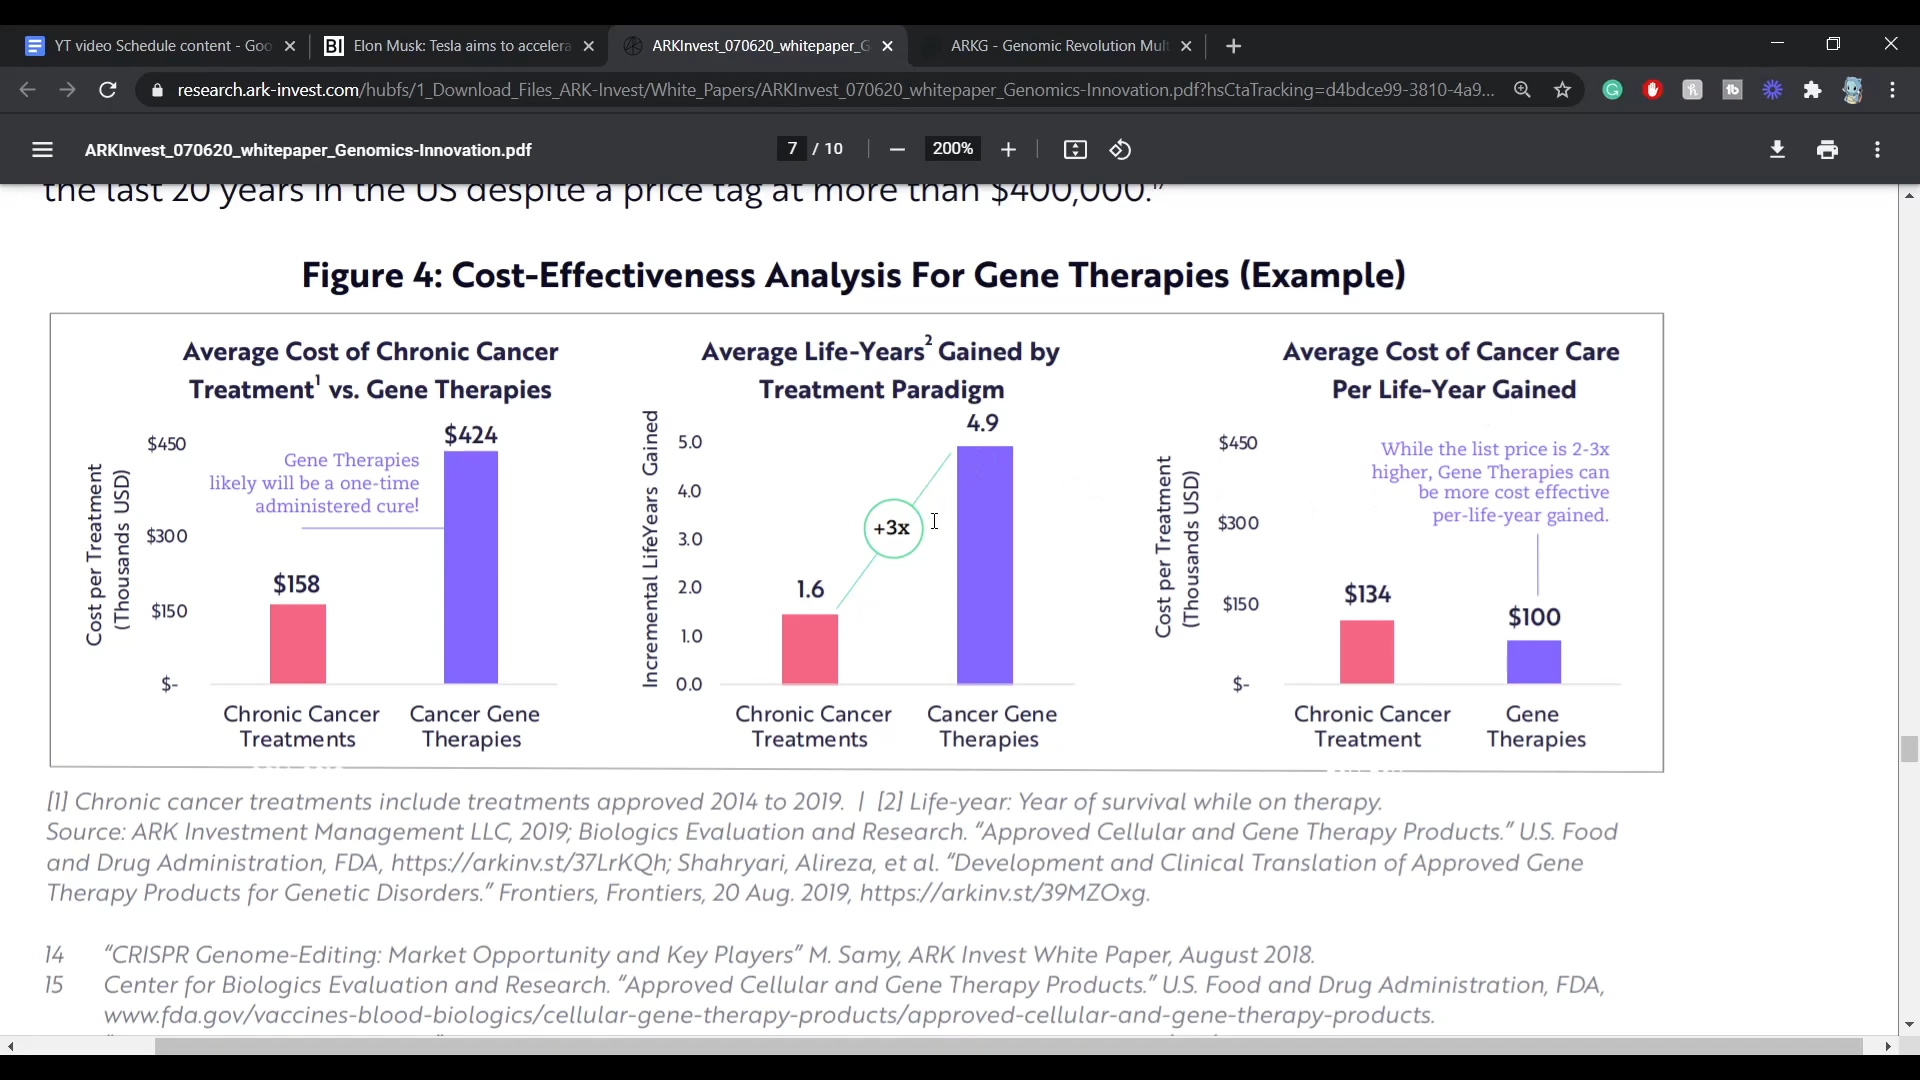 YT video Schedule content - Goo
BI Elon Musk: Tesla aims to accelera
ARKInvest_070620_whitepaper_G
ARKG - Genomic Revolution Mult
research.ark-invest.com/hubfs/1_Download_Files_ARK-Invest/White_Papers/ARKInvest_070620_whitepaper_Genomics-Innovation.pdf?hsCtaTracking=d4bdce99-3810-4a9...
ARKInvest_070620_whitepaper_Genomics-Innovation.pdf
7 / 10
200%
the last 20 years in the US despite a price tag at more than $400,000.17
Figure 4: Cost-Effectiveness Analysis For Gene Therapies (Example)
Average Cost of Chronic Cancer
Treatment1 vs. Gene Therapies
Cost per Treatment
(Thousands USD)
$450
$300
$150
$-
Gene Therapies
likely will be a one-time
administered cure!
$158
$424
Chronic Cancer
Treatments
Cancer Gene
Therapies
Average Life-Years2 Gained by
Treatment Paradigm
Incremental LifeYears Gained
5.0
4.0
3.0
2.0
1.0
0.0
1.6
+3x
4.9
Chronic Cancer
Treatments
Cancer Gene
Therapies
Average Cost of Cancer Care
Per Life-Year Gained
Cost per Treatment
(Thousands USD)
$450
$300
$150
$-
While the list price is 2-3x
higher, Gene Therapies can
be more cost effective
per-life-year gained.
$134
$100
Chronic Cancer
Treatment
Gene
Therapies
[1] Chronic cancer treatments include treatments approved 2014 to 2019. | [2] Life-year: Year of survival while on therapy.
Source: ARK Investment Management LLC, 2019; Biologics Evaluation and Research. “Approved Cellular and Gene Therapy Products.” U.S. Food
and Drug Administration, FDA, https://arkinv.st/37LrKQh; Shahryari, Alireza, et al. “Development and Clinical Translation of Approved Gene
Therapy Products for Genetic Disorders.” Frontiers, Frontiers, 20 Aug. 2019, https://arkinv.st/39MZOxg.
14 “CRISPR Genome-Editing: Market Opportunity and Key Players” M. Samy, ARK Invest White Paper, August 2018.
15 Center for Biologics Evaluation and Research. “Approved Cellular and Gene Therapy Products.” U.S. Food and Drug Administration, FDA,
www.fda.gov/vaccines-blood-biologics/cellular-gene-therapy-products/approved-cellular-and-gene-therapy-products.